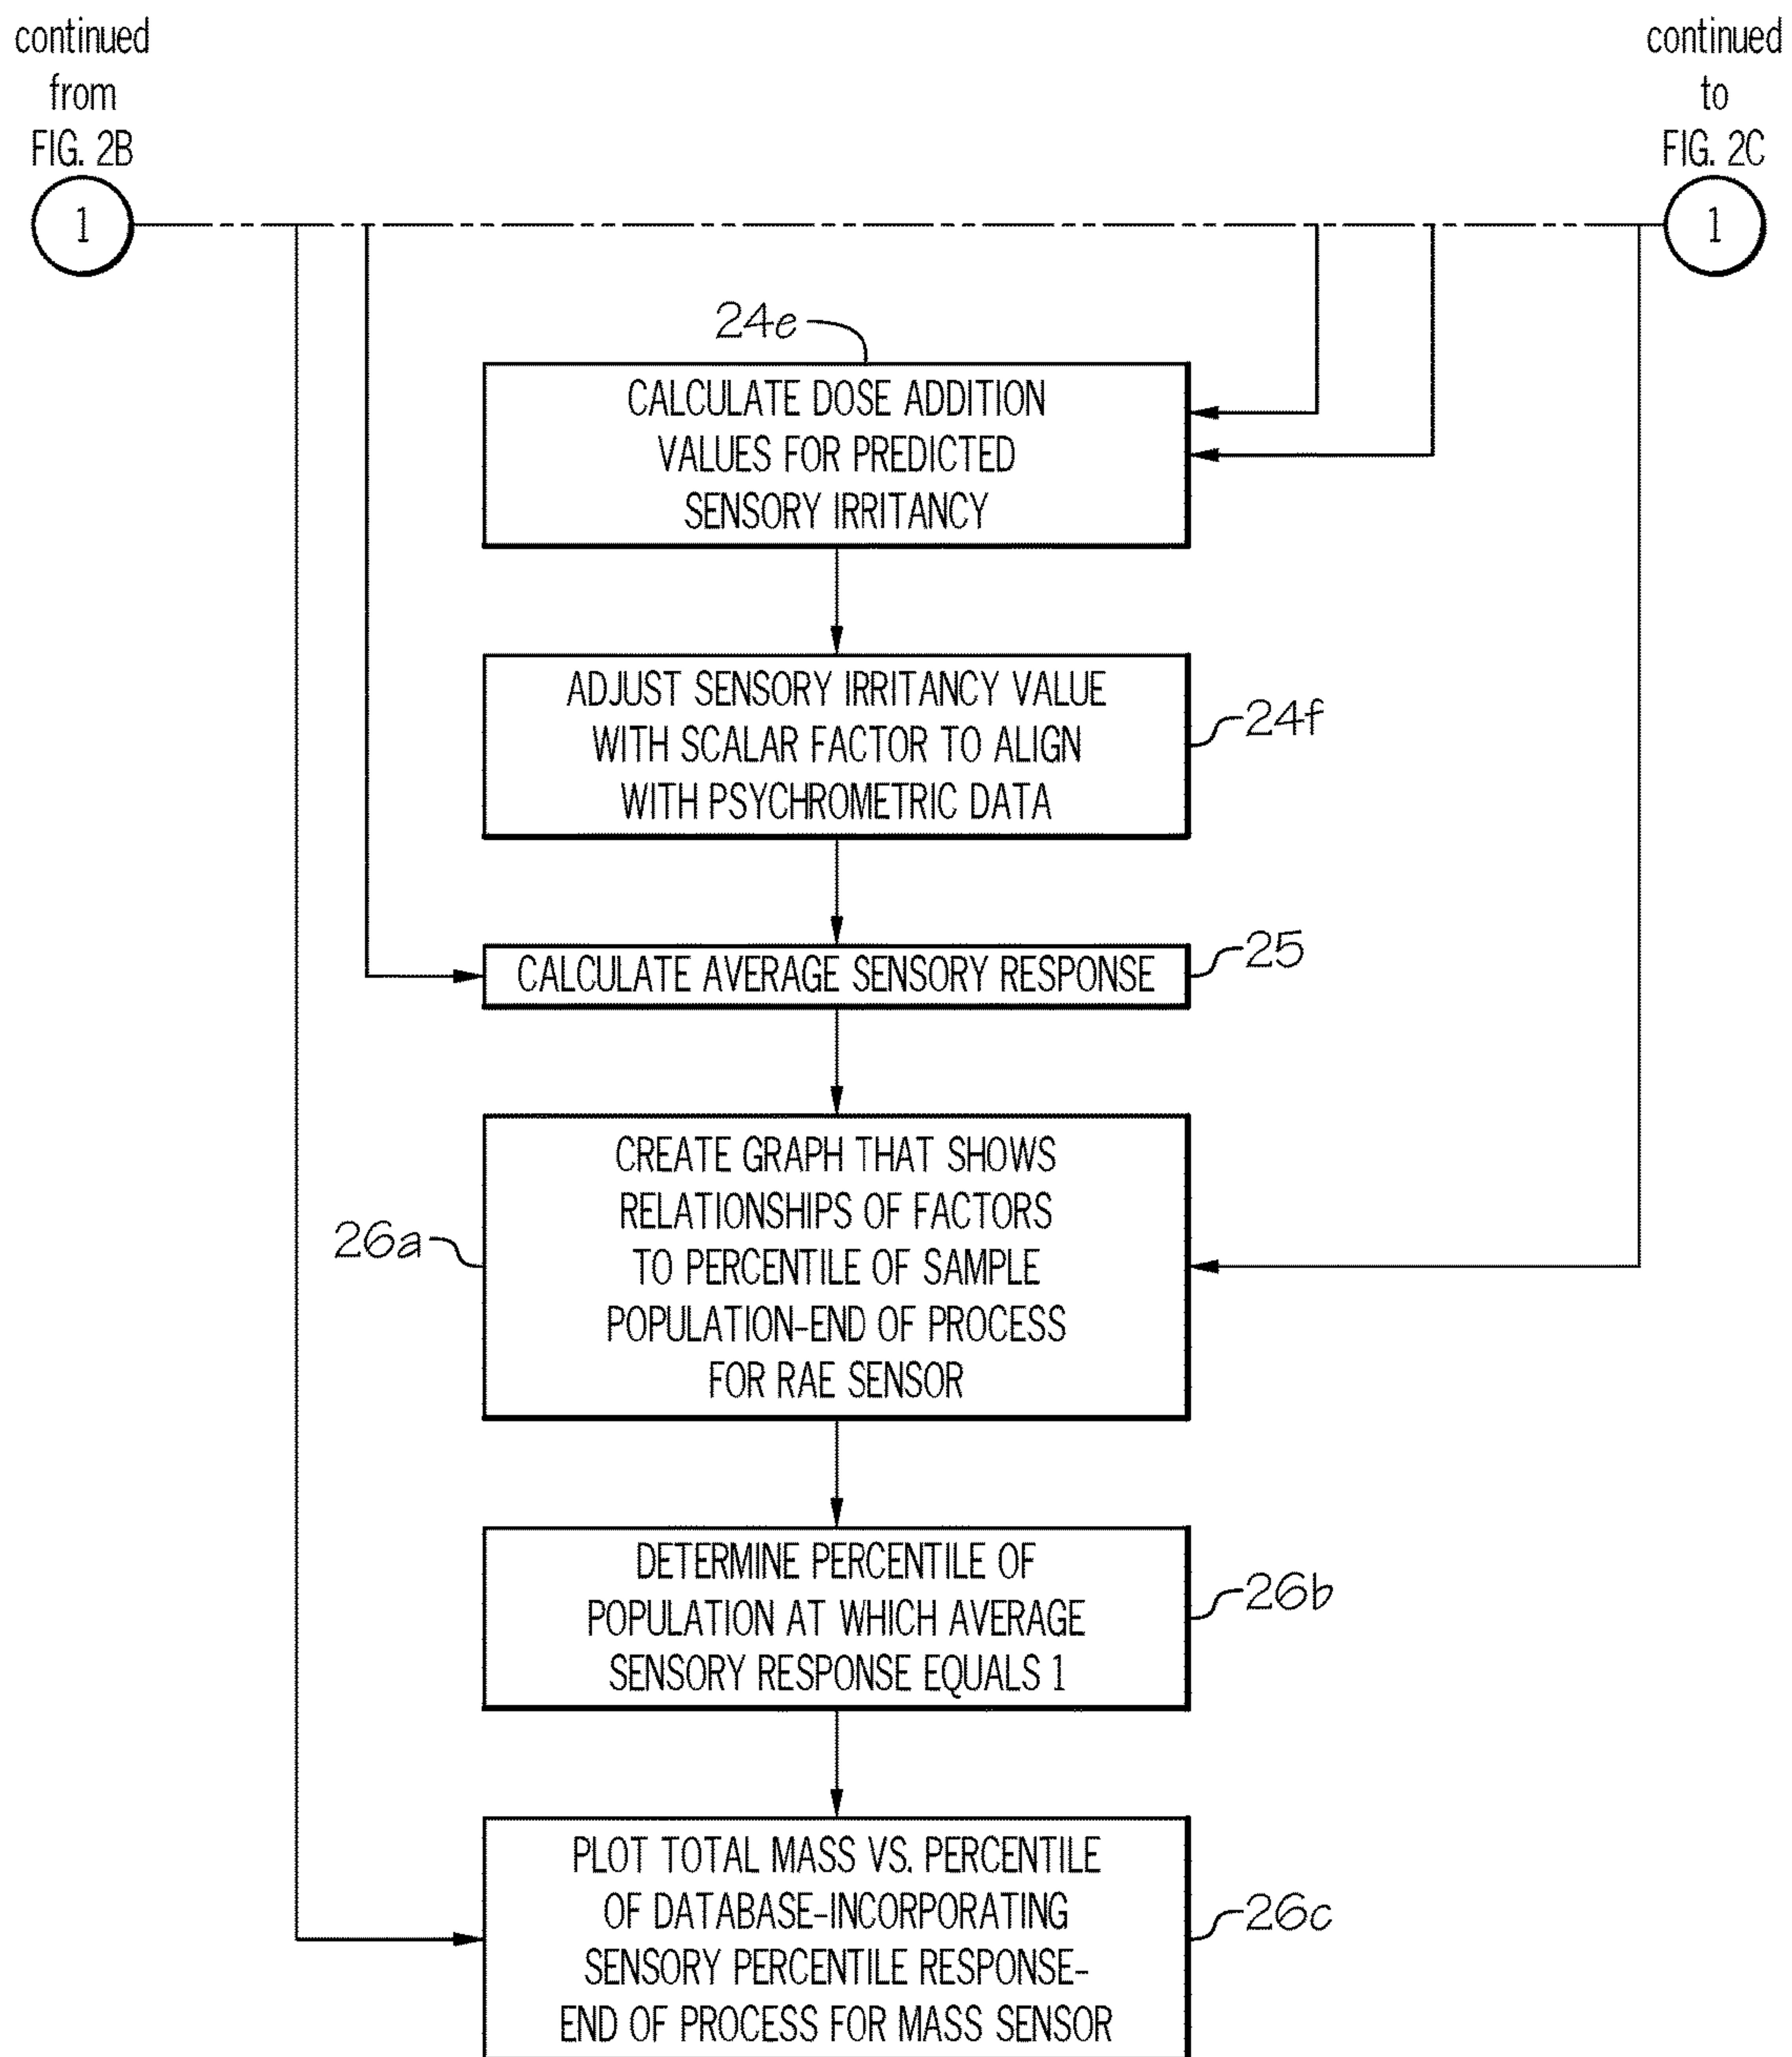 continued
from
FIG. 2B
1
continued
to
FIG. 2C
1
24e
CALCULATE DOSE ADDITION
VALUES FOR PREDICTED
SENSORY IRRITANCY
ADJUST SENSORY IRRITANCY VALUE
WITH SCALAR FACTOR TO ALIGN
WITH PSYCHROMETRIC DATA
24f
CALCULATE AVERAGE SENSORY RESPONSE
25
CREATE GRAPH THAT SHOWS
RELATIONSHIPS OF FACTORS
TO PERCENTILE OF SAMPLE
POPULATION-END OF PROCESS
FOR RAE SENSOR
26a
DETERMINE PERCENTILE OF
POPULATION AT WHICH AVERAGE
SENSORY RESPONSE EQUALS 1
26b
PLOT TOTAL MASS VS. PERCENTILE
OF DATABASE-INCORPORATING
SENSORY PERCENTILE RESPONSE-
END OF PROCESS FOR MASS SENSOR
26c